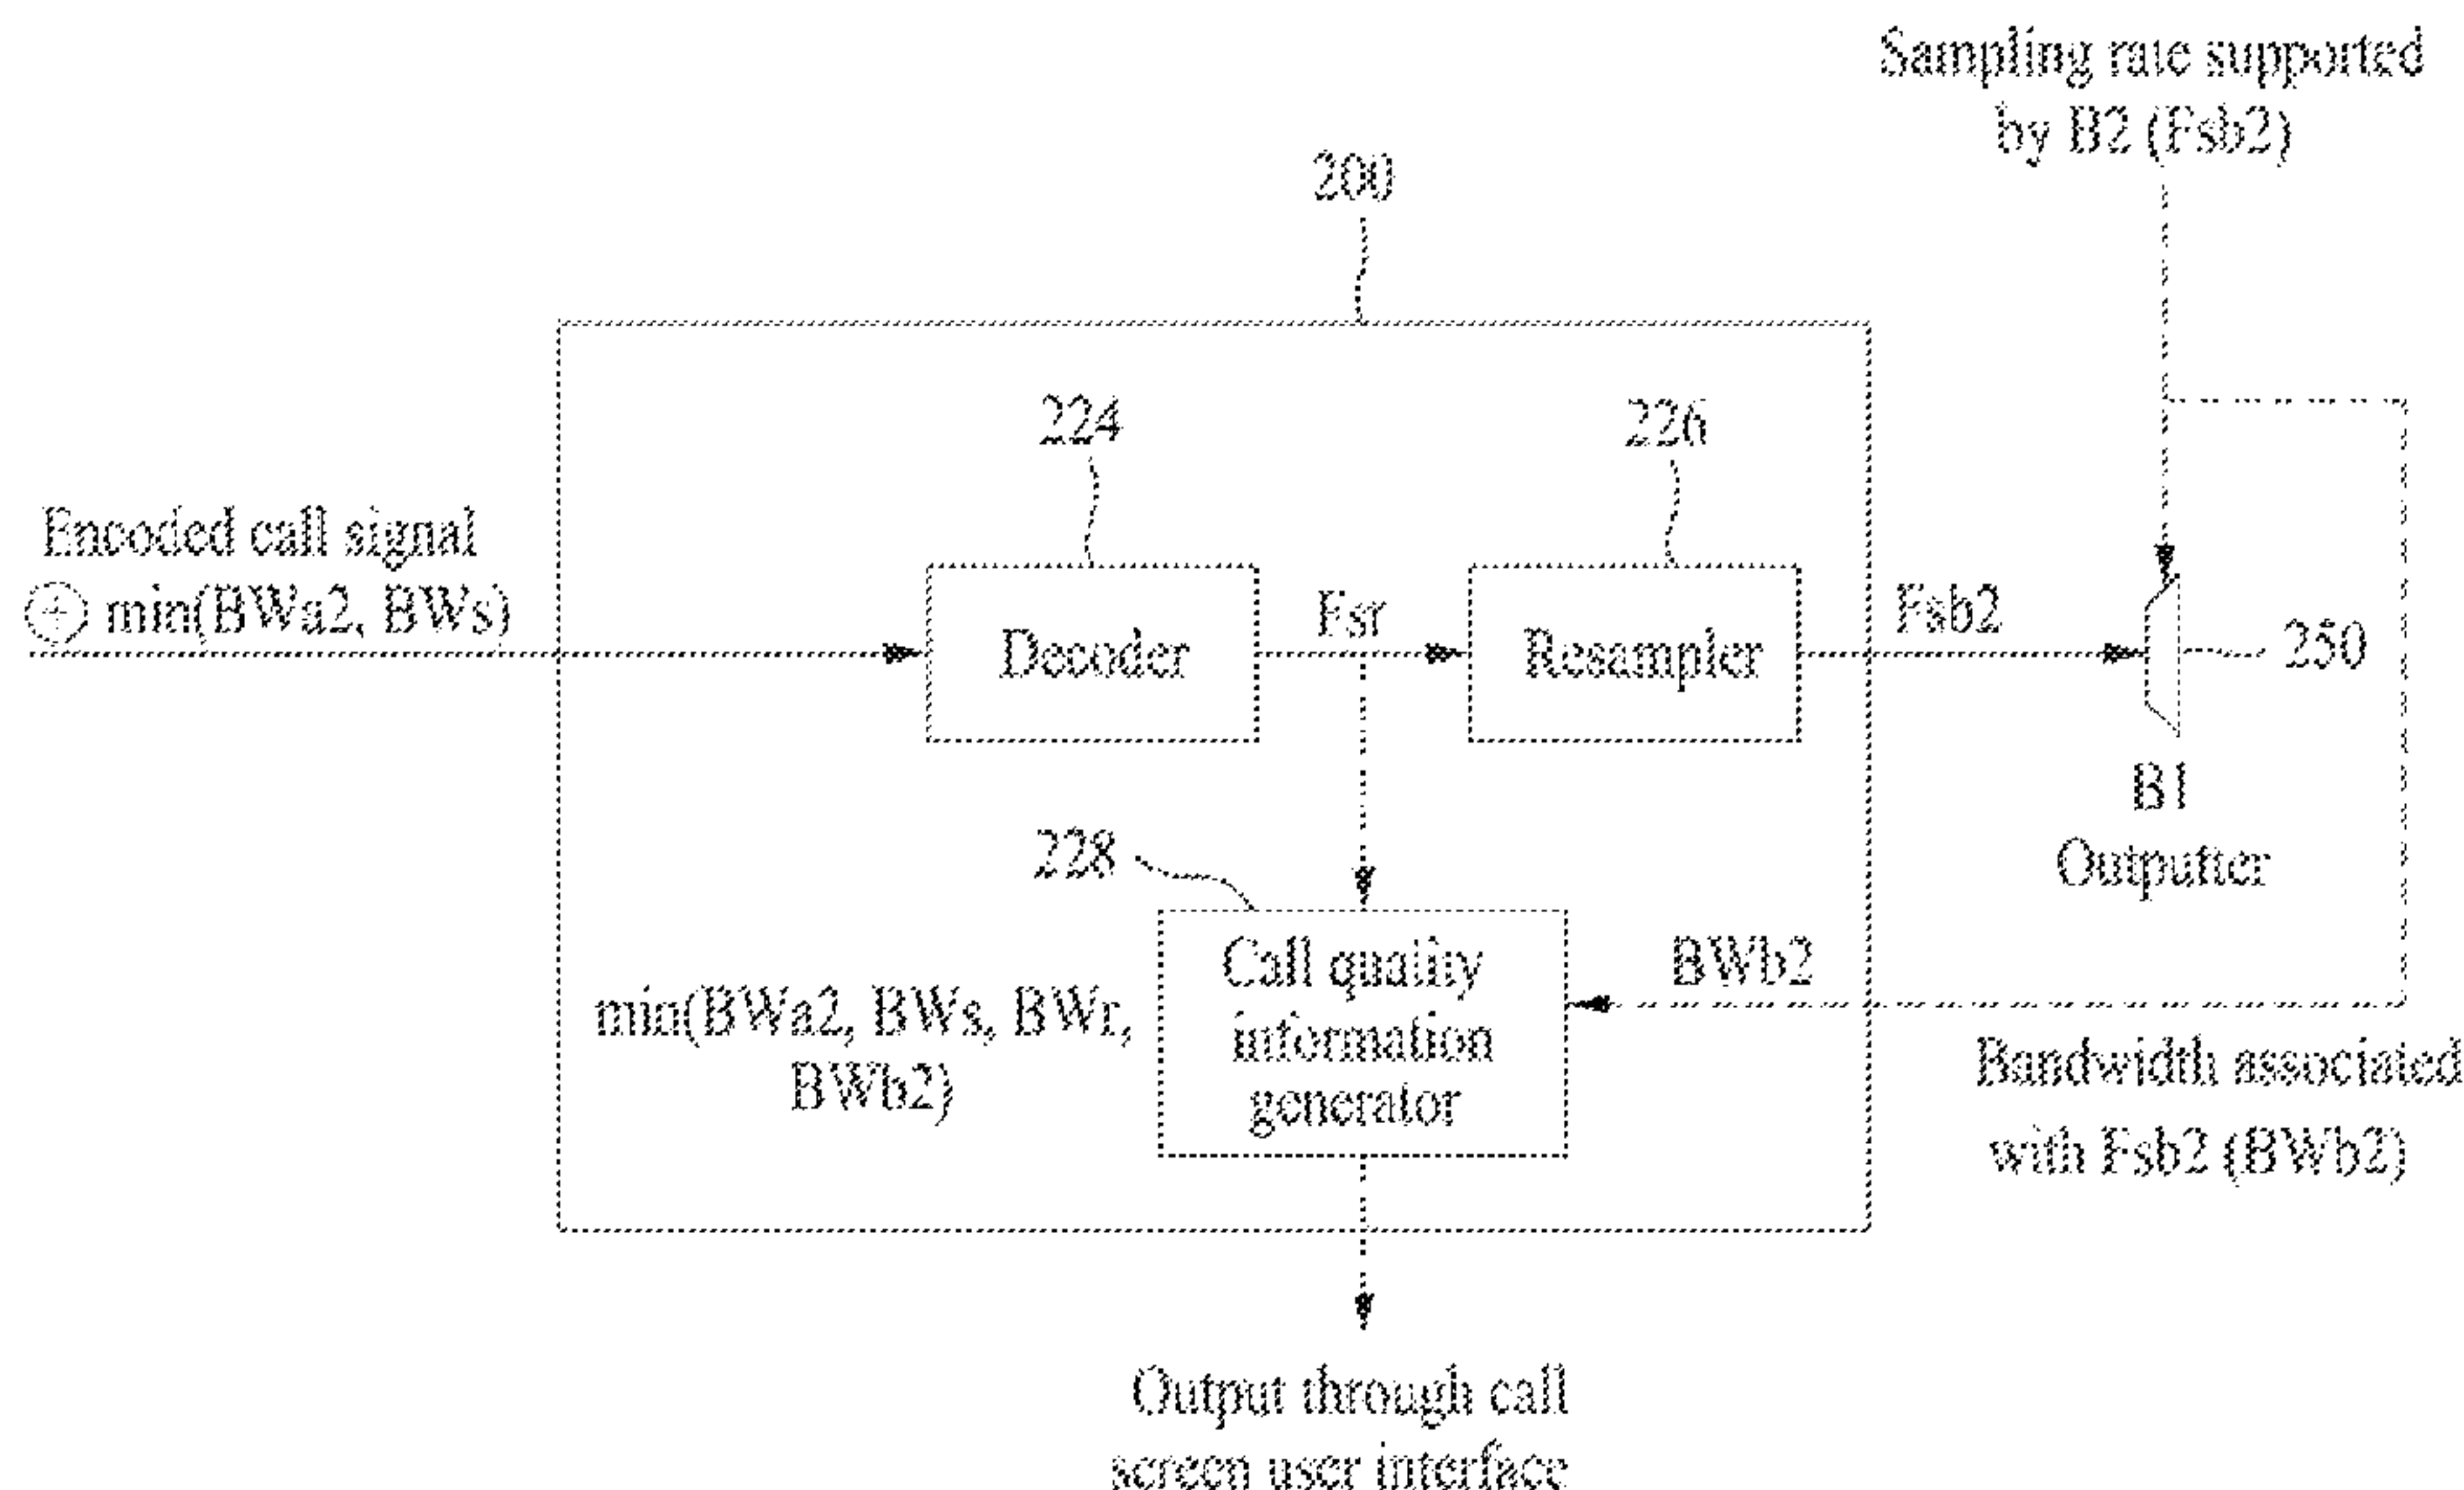 Sampling rate supported
by B2 (Fsb2)
200
224
226
Encoded call signal
⊕ min(BWa2, BWs)
Decoder
Fsr
Resampler
Fsb2
250
B1
Outputter
228
Call quality
information
generator
BWb2
min(BWa2, BWs, BWr,
BWb2)
Bandwidth associated
with Fsb2 (BWb2)
Output through call
screen user interface